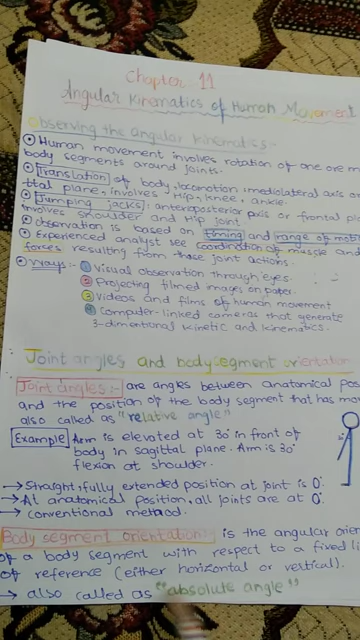 Chapter 11
Angular Kinematics of Human Movement
Observing the angular kinematics:-
Human movement involves rotation of one or m
body segments around joints.
Translation of body, locomotion, mediolateral axis or
ttal plane, involves Hip, knee, ankle.
Jumping jacks: anteroposterior axis or frontal pl
involves shoulder and Hip joint.
Observation is based on timing and range of mot
Experienced analyst see coordination of muscle and
forces resulting from those joint actions.
Ways:- 1 Visual observation through eyes.
2 Projecting filmed images on paper.
3 Videos and films of human movement
4 Computer-linked cameras that generate
3-dimentional kinetic and kinematics.
Joint angles and body segment orientation
Joint angles:- are angles between anatomical pos
and the position of the body segment that has mov
also called as "relative angle"
Example Arm is elevated at 30° in front of
body in sagittal plane. Arm is 30°
flexion at shoulder.
→ Straight, fully extended position at joint is 0°.
→ At anatomical position, all joints are at 0°.
→ conventional method.
Body segment orientation: is the angular orien
of a body segment with respect to a fixed li
of reference (either horizontal or vertical).
→ also called as "absolute angle"